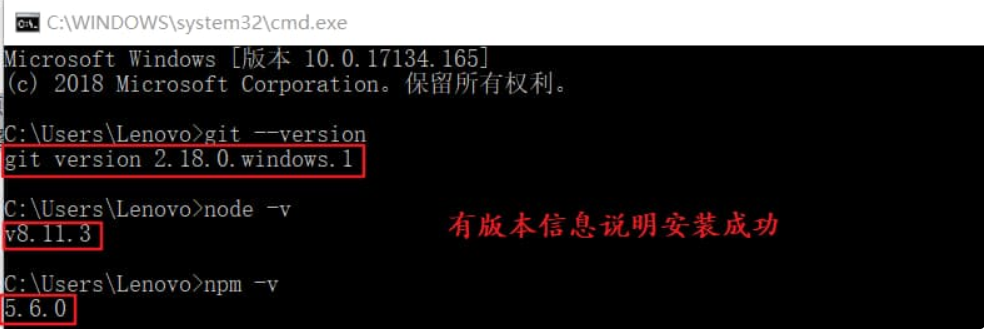 C:\WINDOWS\system32\cmd.exe
Microsoft Windows [版本 10.0.17134.165]
(c) 2018 Microsoft Corporation。保留所有权利。
C:\Users\Lenovo>git --version
git version 2.18.0.windows.1
C:\Users\Lenovo>node -v
有版本信息说明安装成功
v8.11.3
C:\Users\Lenovo>npm -v
5.6.0